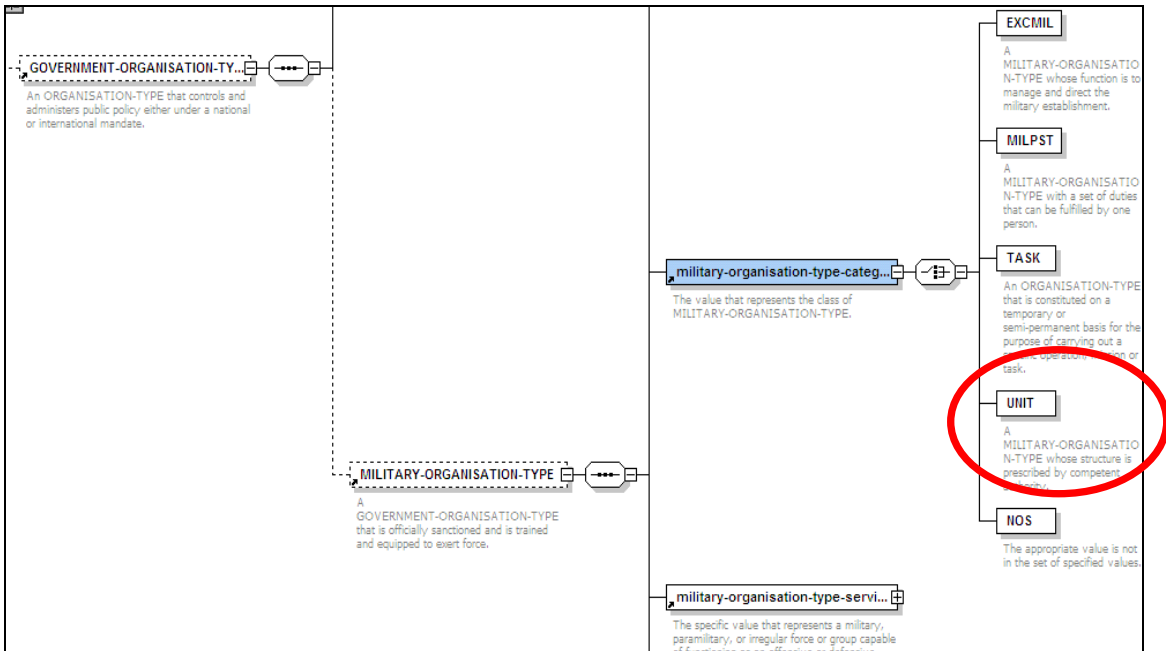 GOVERNMENT-ORGANISATION-TY...
An ORGANISATION-TYPE that controls and
administers public policy either under a national
or international mandate.
MILITARY-ORGANISATION-TYPE
A
GOVERNMENT-ORGANISATION-TYPE
that is officially sanctioned and is trained
and equipped to exert force.
military-organisation-type-categ...
The value that represents the class of
MILITARY-ORGANISATION-TYPE.
military-organisation-type-servi...
The specific value that represents a military,
paramilitary, or irregular force or group capable
EXCMIL
A
MILITARY-ORGANISATIO
N-TYPE whose function is to
manage and direct the
military establishment.
MILPST
A
MILITARY-ORGANISATIO
N-TYPE with a set of duties
that can be fulfilled by one
person.
TASK
An ORGANISATION-TYPE
that is constituted on a
temporary or
semi-permanent basis for the
purpose of carrying out a
operation, or
task.
UNIT
A
MILITARY-ORGANISATIO
N-TYPE whose structure is
prescribed by competent
NOS
The appropriate value is not
in the set of specified values.